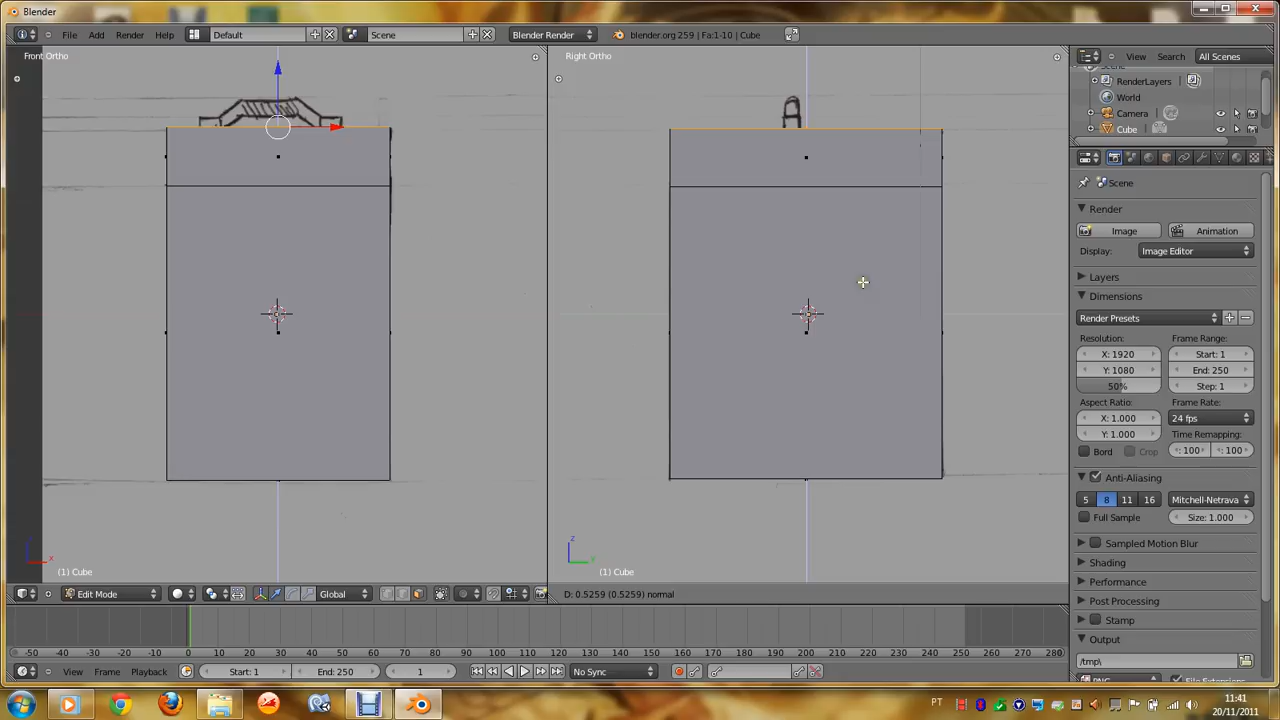 Blender
File Add Render Help Default Scene Blender Render blender.org 259 | Fa:1-10 | Cube
View Search All Scenes
Front Ortho
Right Ortho
RenderLayers
World
Camera
Cube
Scene
Render
Image Animation
Display: Image Editor
Layers
Dimensions
Render Presets
Resolution: Frame Range:
X: 1920 Start: 1
Y: 1080 End: 250
50% Step: 1
Aspect Ratio: Frame Rate:
X: 1.000 24 fps
Y: 1.000 Time Remapping:
Bord Crop : 100 : 100
Anti-Aliasing
5 8 11 16 Mitchell-Netrava
Full Sample Size: 1.000
Sampled Motion Blur
Shading
Performance
Post Processing
Stamp
Output
/tmp\
PNG File Extensions
z x
(1) Cube
z y
(1) Cube
Edit Mode Global
D: 0.5259 (0.5259) normal
-50 -40 -30 -20 -10 0 10 20 30 40 50 60 70 80 90 100 110 120 130 140 150 160 170 180 190 200 210 220 230 240 250 260 270 280
View Frame Playback Start: 1 End: 250 1 No Sync
PT
11:41
20/11/2011